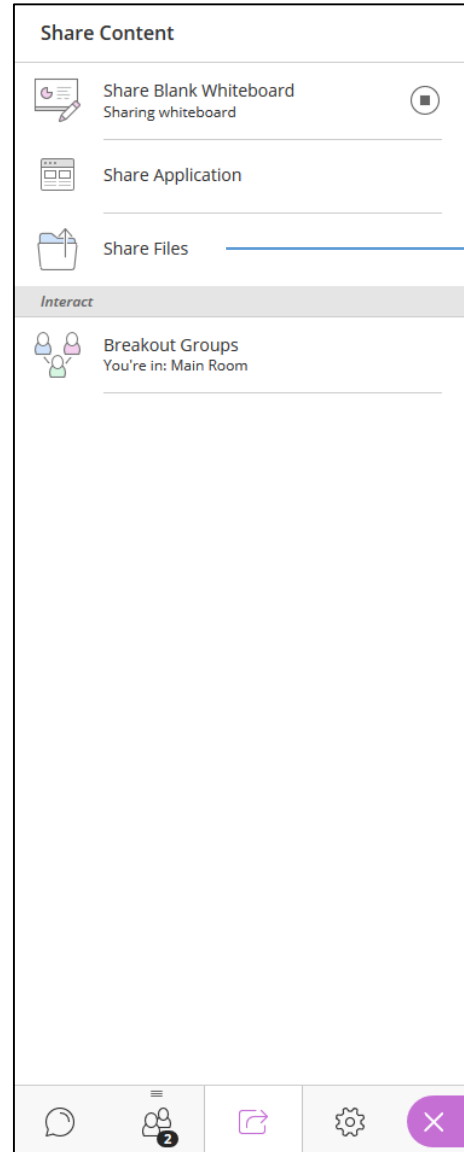 Share Content
Share Blank Whiteboard
Sharing whiteboard
Share Application
Share Files
Interact
Breakout Groups
You're in: Main Room
2